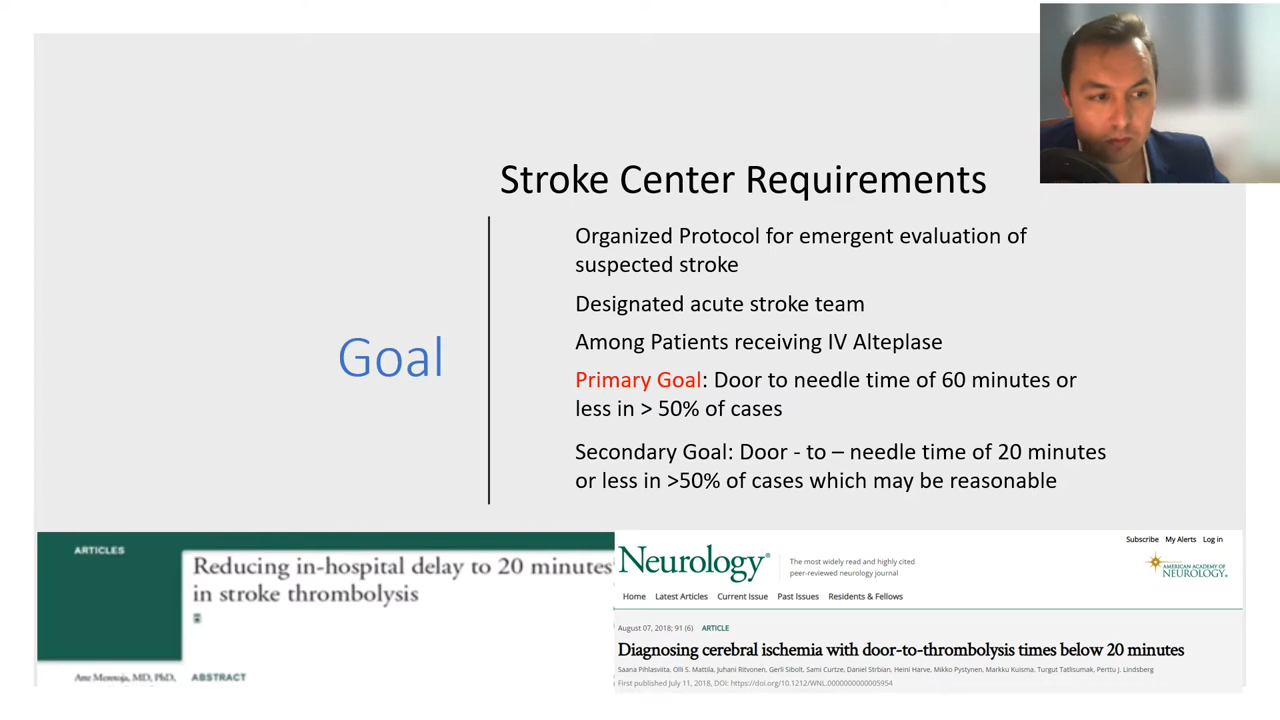 Stroke Center Requirements
Organized Protocol for emergent evaluation of
suspected stroke
Designated acute stroke team
Among Patients receiving IV Alteplase
Goal
Primary Goal: Door to needle time of 60 minutes or
less in > 50% of cases
Secondary Goal: Door - to – needle time of 20 minutes
or less in >50% of cases which may be reasonable
ARTICLES
Reducing in-hospital delay to 20 minutes
in stroke thrombolysis
Atte Meretoja, MD, PhD,
ABSTRACT
Subscribe My Alerts Log in
Neurology®
The most widely read and highly cited
peer-reviewed neurology journal
AMERICAN ACADEMY OF
NEUROLOGY.
Home Latest Articles Current Issue Past Issues Residents & Fellows
August 07, 2018; 91 (6) ARTICLE
Diagnosing cerebral ischemia with door-to-thrombolysis times below 20 minutes
Saana Pihlasviita, Olli S. Mattila, Juhani Ritvonen, Gerli Sibolt, Sami Curtze, Daniel Strbian, Heini Harve, Mikko Pystynen, Markku Kuisma, Turgut Tatlisumak, Perttu J. Lindsberg
First published July 11, 2018, DOI: https://doi.org/10.1212/WNL.0000000000005954